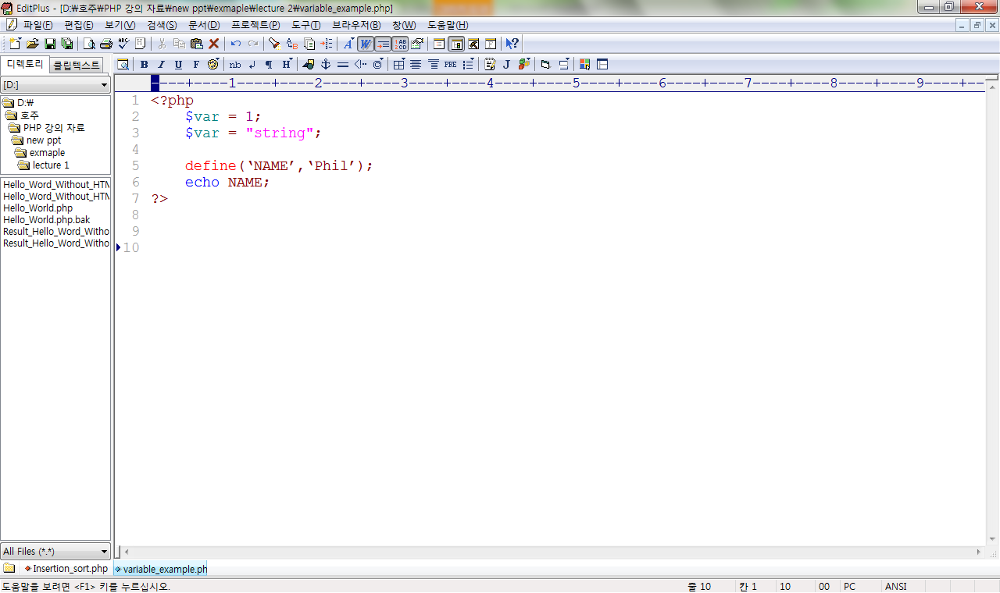 EditPlus - [D:₩호주₩PHP 강의 자료₩new ppt₩exmaple₩lecture 2₩variable_example.php]
파일(F) 편집(E) 보기(V) 검색(S) 문서(D) 프로젝트(P) 도구(T) 브라우저(B) 창(W) 도움말(H)
디렉토리 클립텍스트
B I U F nb ¶ H PRE J
[D:]
----+----1----+----2----+----3----+----4----+----5----+----6----+----7----+----8----+----9----+--
D:₩
호주
PHP 강의 자료
new ppt
exmaple
lecture 1
Hello_Word_Without_HTM
Hello_Word_Without_HTM
Hello_World.php
Hello_World.php.bak
Result_Hello_Word_Witho
Result_Hello_Word_Witho
1 <?php
2 $var = 1;
3 $var = "string";
4
5 define(‘NAME’,‘Phil’);
6 echo NAME;
7 ?>
8
9
10
All Files (*.*)
Insertion_sort.php variable_example.ph
도움말을 보려면 <F1> 키를 누르십시오. 줄 10 칸 1 10 00 PC ANSI